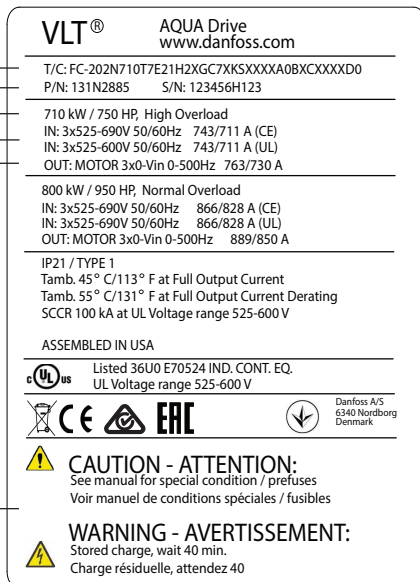 VLT® AQUA Drive
www.danfoss.com
T/C: FC-202N710T7E21H2XGC7XKSXXXXA0BXCXXXXD0
P/N: 131N2885 S/N: 123456H123
710 kW / 750 HP, High Overload
IN: 3x525-690V 50/60Hz 743/711 A (CE)
IN: 3x525-600V 50/60Hz 743/711 A (UL)
OUT: MOTOR 3x0-Vin 0-500Hz 763/730 A
800 kW / 950 HP, Normal Overload
IN: 3x525-690V 50/60Hz 866/828 A (CE)
IN: 3x525-690V 50/60Hz 866/828 A (UL)
OUT: MOTOR 3x0-Vin 0-500Hz 889/850 A
IP21 / TYPE 1
Tamb. 45° C/113° F at Full Output Current
Tamb. 55° C/131° F at Full Output Current Derating
SCCR 100 kA at UL Voltage range 525-600 V
ASSEMBLED IN USA
c UL us Listed 36U0 E70524 IND. CONT. EQ.
UL Voltage range 525-600 V
CE EAC
Danfoss A/S
6340 Nordborg
Denmark
CAUTION - ATTENTION:
See manual for special condition / prefuses
Voir manuel de conditions spéciales / fusibles
WARNING - AVERTISSEMENT:
Stored charge, wait 40 min.
Charge résiduelle, attendez 40